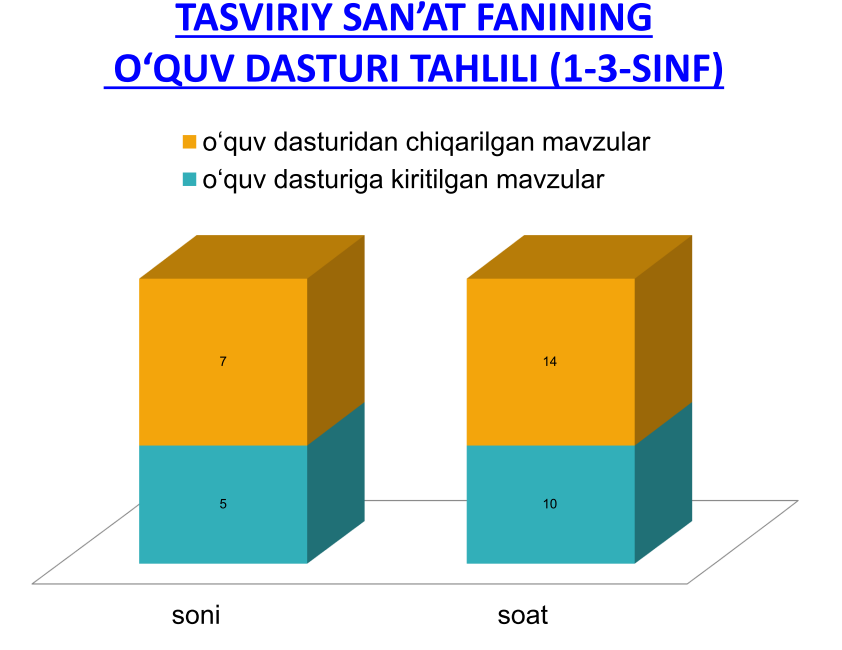 TASVIRIY SAN’AT FANINING
O‘QUV DASTURI TAHLILI (1-3-SINF)
o‘quv dasturidan chiqarilgan mavzular
o‘quv dasturiga kiritilgan mavzular
7
14
5
10
soni
soat